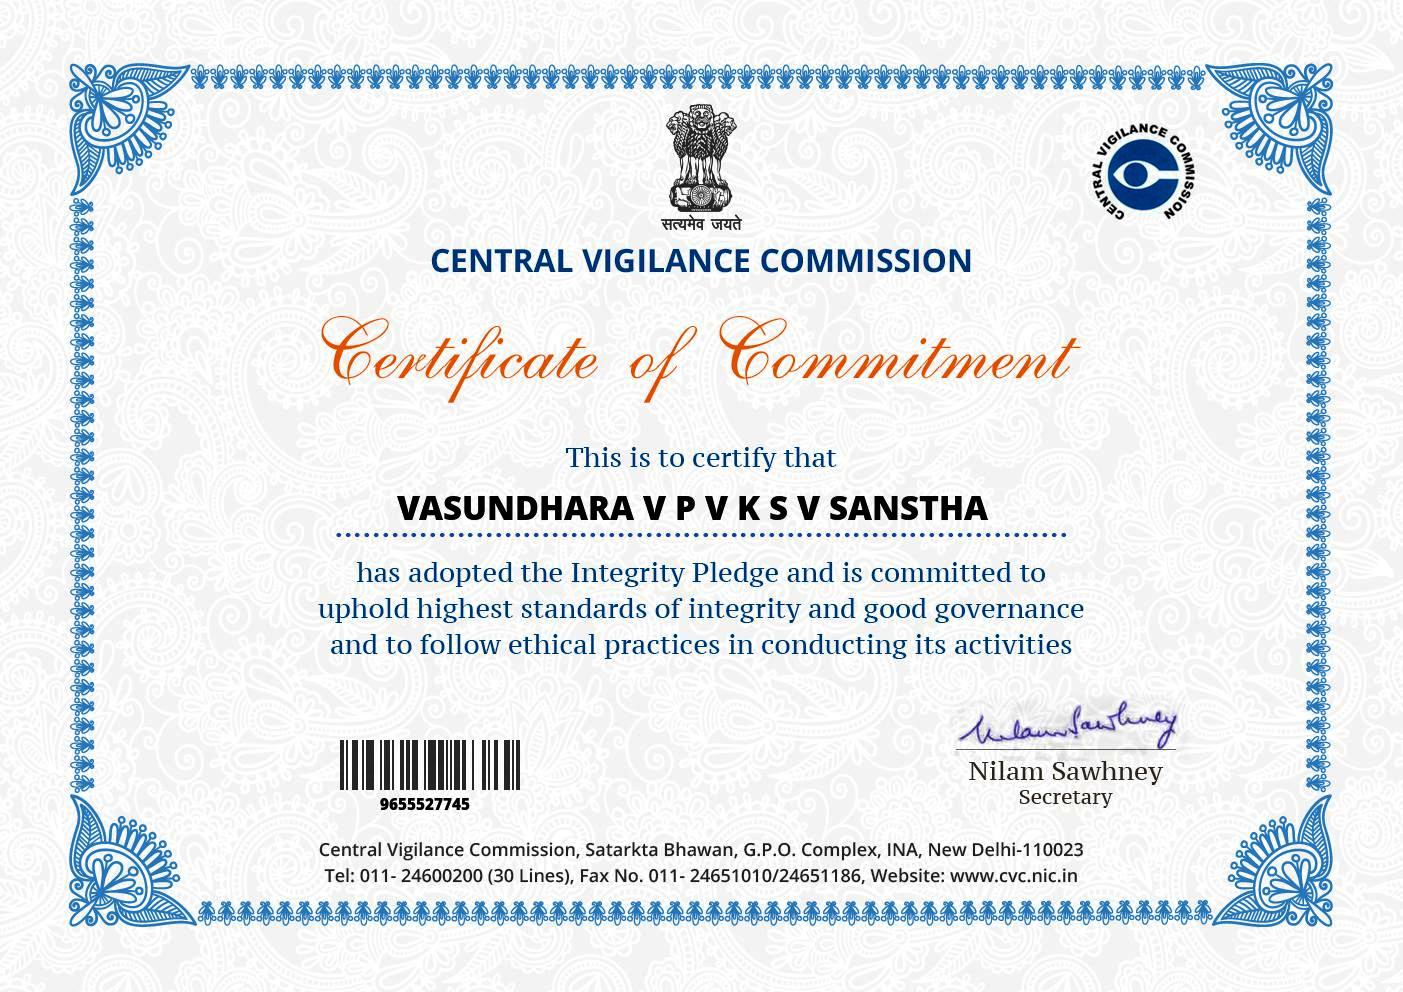 CENTRAL VIGILANCE COMMISSION
सत्यमेव जयते
CENTRAL VIGILANCE COMMISSION
Certificate of Commitment
This is to certify that
VASUNDHARA V P V K S V SANSTHA
has adopted the Integrity Pledge and is committed to
uphold highest standards of integrity and good governance
and to follow ethical practices in conducting its activities
Nilam Sawhney
Nilam Sawhney
Secretary
9655527745
Central Vigilance Commission, Satarkta Bhawan, G.P.O. Complex, INA, New Delhi-110023
Tel: 011- 24600200 (30 Lines), Fax No. 011- 24651010/24651186, Website: www.cvc.nic.in